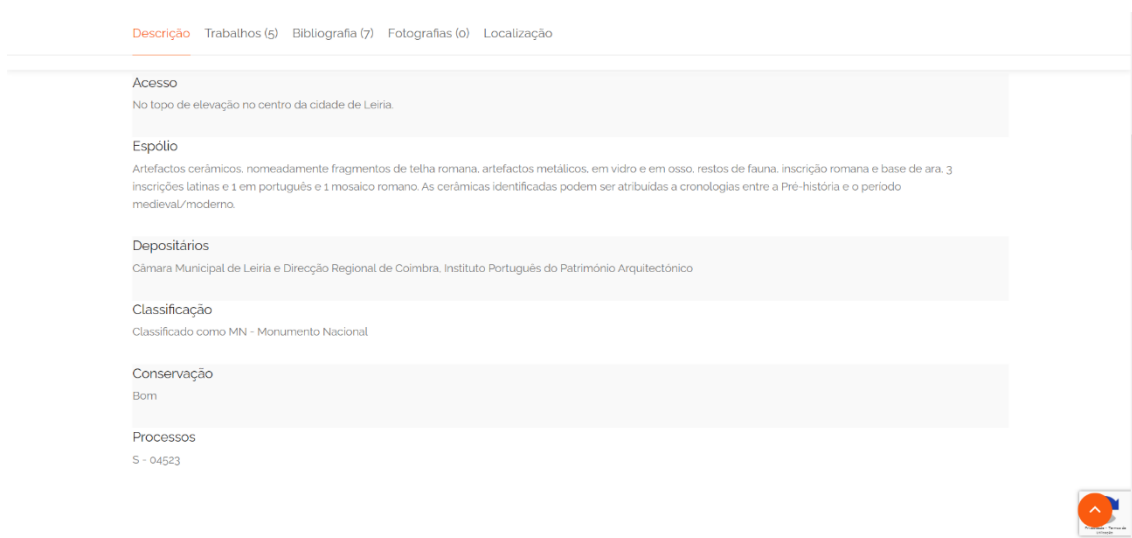 Descrição Trabalhos (5) Bibliografia (7) Fotografias (0) Localização
Acesso
No topo de elevação no centro da cidade de Leiria.
Espólio
Artefactos cerâmicos, nomeadamente fragmentos de telha romana, artefactos metálicos, em vidro e em osso, restos de fauna, inscrição romana e base de ara, 3
inscrições latinas e 1 em português e 1 mosaico romano. As cerâmicas identificadas podem ser atribuídas a cronologias entre a Pré-história e o período
medieval/moderno.
Depositários
Câmara Municipal de Leiria e Direcção Regional de Coimbra, Instituto Português do Património Arquitectónico
Classificação
Classificado como MN - Monumento Nacional
Conservação
Bom
Processos
S - 04523